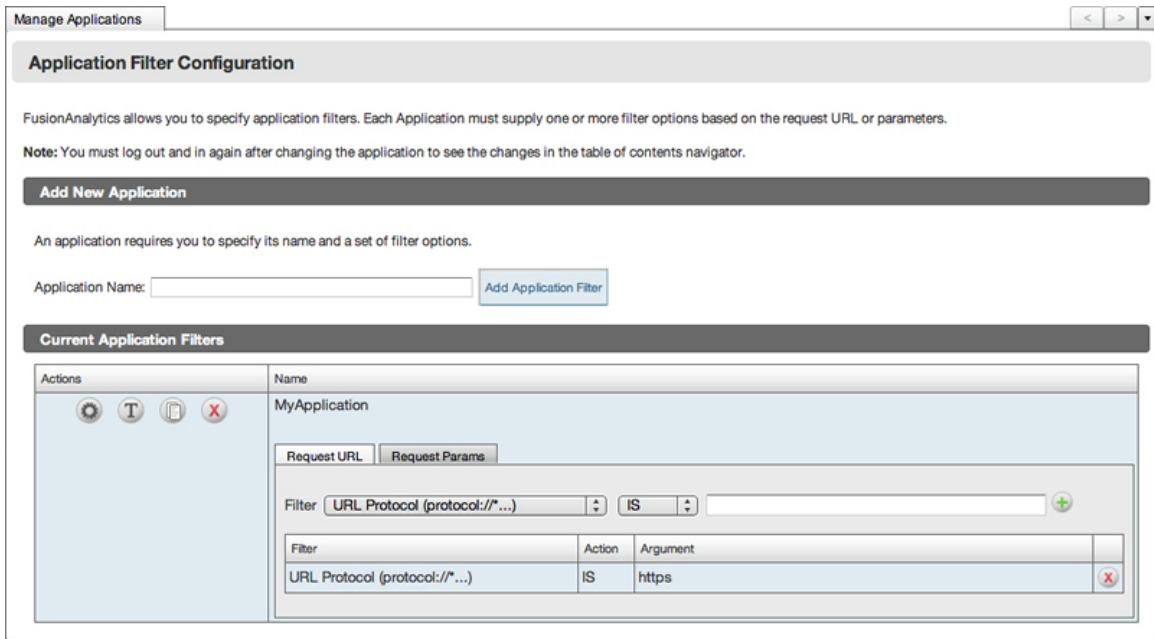 Manage Applications
< > 
Application Filter Configuration
FusionAnalytics allows you to specify application filters. Each Application must supply one or more filter options based on the request URL or parameters.
Note: You must log out and in again after changing the application to see the changes in the table of contents navigator.
Add New Application
An application requires you to specify its name and a set of filter options.
Application Name: Add Application Filter
Current Application Filters
Actions Name
T X MyApplication
Request URL Request Params
Filter URL Protocol (protocol://*...) IS
Filter Action Argument
URL Protocol (protocol://*...) IS https X